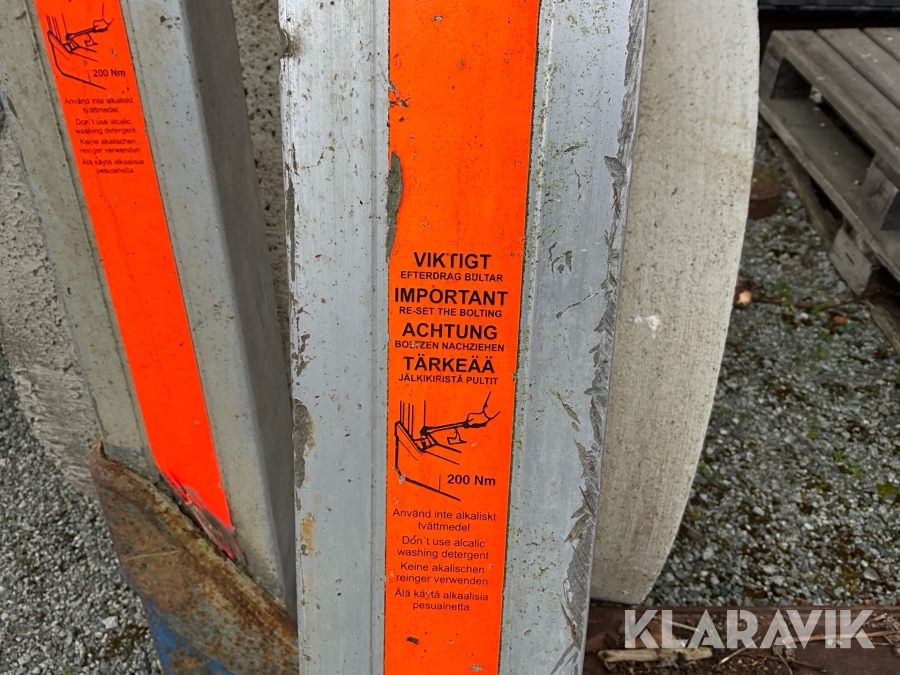 200 Nm
Använd inte alkaliskt
tvättmedel.
Don´t use alcalic
washing detergent
Keine akalischen
reinger verwenden
Älä käytä alkaalisia
pesuainetta
VIKTIGT
EFTERDRAG BULTAR
IMPORTANT
RE-SET THE BOLTING
ACHTUNG
BOLTZEN NACHZIEHEN
TÄRKEÄÄ
JÄLKIKIRISTÄ PULTIT
200 Nm
Använd inte alkaliskt
tvättmedel
Don´t use alcalic
washing detergent
Keine akalischen
reinger verwenden
Älä käytä alkaalisia
pesuainetta
KLARAVIK